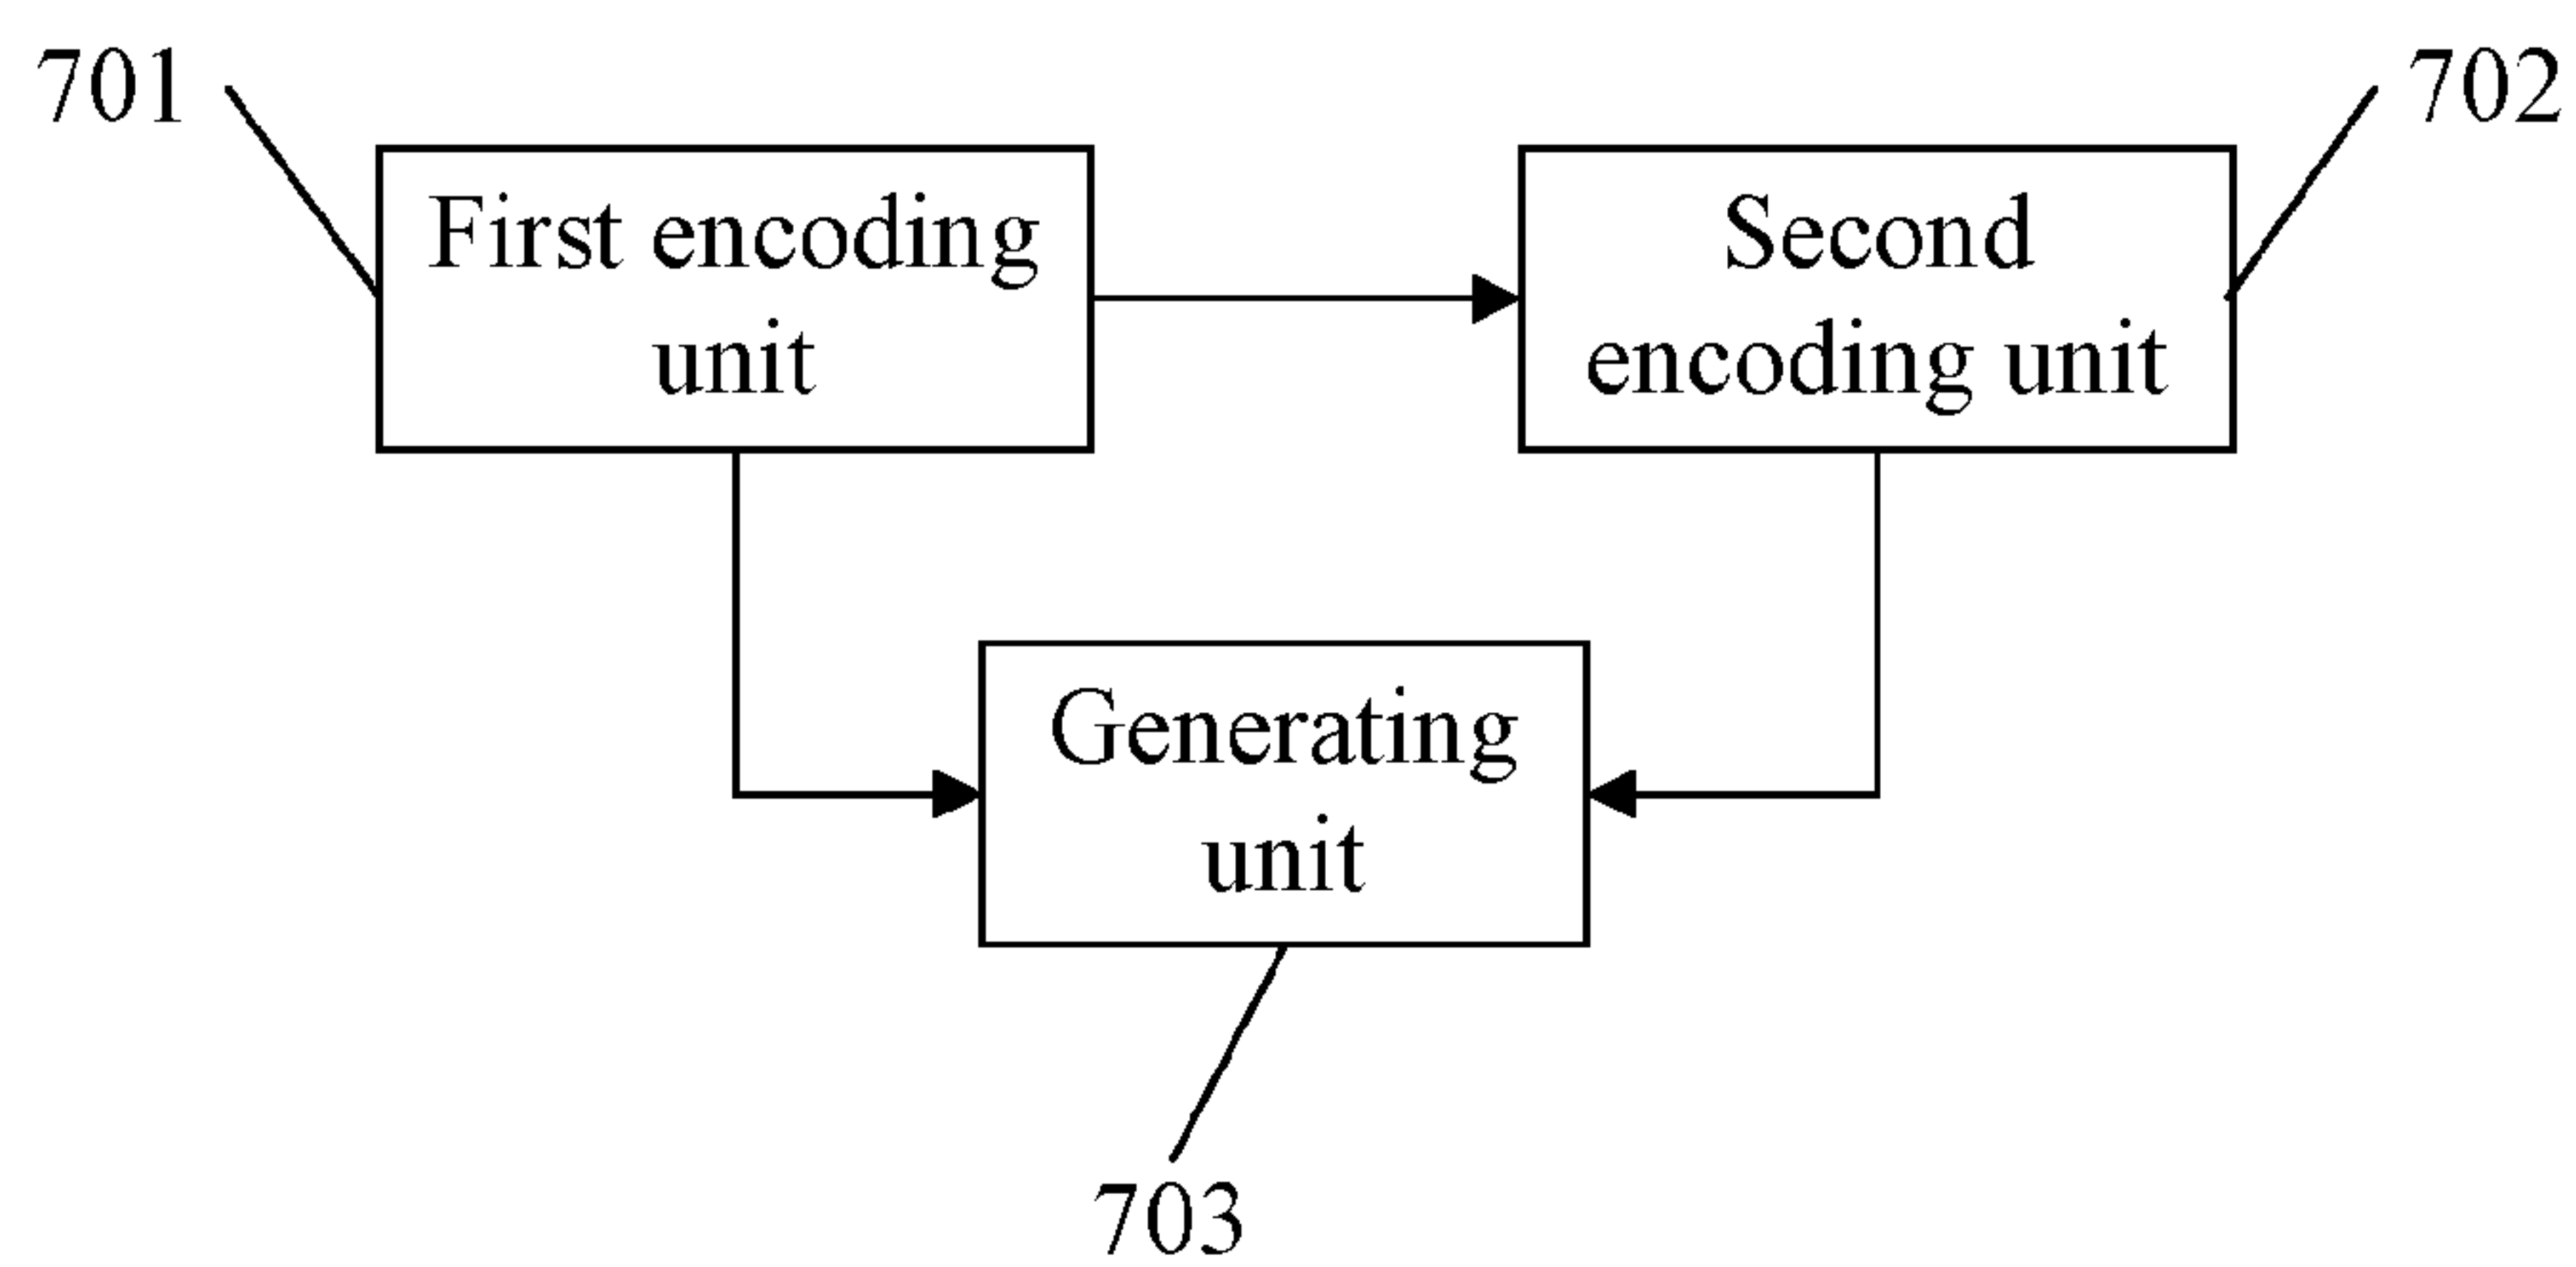 701
702
First encoding
unit
Second
encoding unit
Generating
unit
703